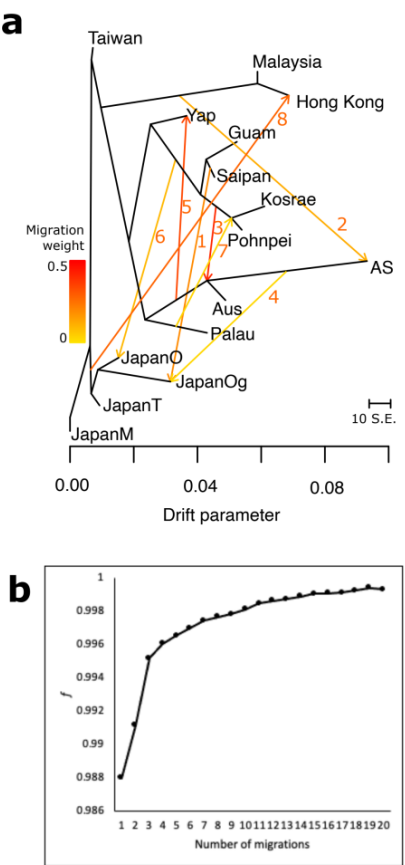 a
Taiwan
Malaysia
Hong Kong
8
Yap
Guam
Saipan
Kosrae
Pohnpei
5
3
2
6
1
7
Migration
weight
0.5
0
AS
4
Aus
Palau
JapanO
JapanOg
JapanT
JapanM
10 S.E.
0.00 0.04 0.08
Drift parameter
b
1
0.998
0.996
0.994
0.992
0.99
0.988
0.986
f
1 2 3 4 5 6 7 8 9 10 11 12 13 14 15 16 17 18 19 20
Number of migrations